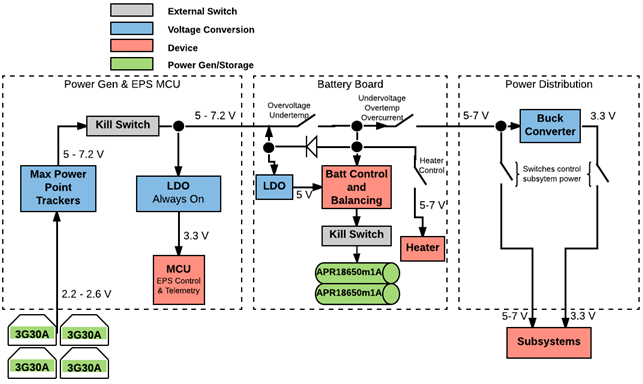 External Switch
Voltage Conversion
Device
Power Gen/Storage
Power Gen & EPS MCU
Battery Board
Power Distribution
Kill Switch
5 - 7.2 V
5 - 7.2 V
Max Power
Point
Trackers
LDO
Always On
3.3 V
MCU
EPS Control
& Telemetry
2.2 - 2.6 V
3G30A
3G30A
3G30A
3G30A
Overvoltage
Undertemp
Undervoltage
Overtemp
Overcurrent
LDO
5 V
Batt Control
and
Balancing
Heater
Control
5-7 V
Kill Switch
Heater
APR18650m1A
APR18650m1A
5-7 V
Buck
Converter
3.3 V
Switches control
subsytem power
5-7 V
3.3 V
Subsystems